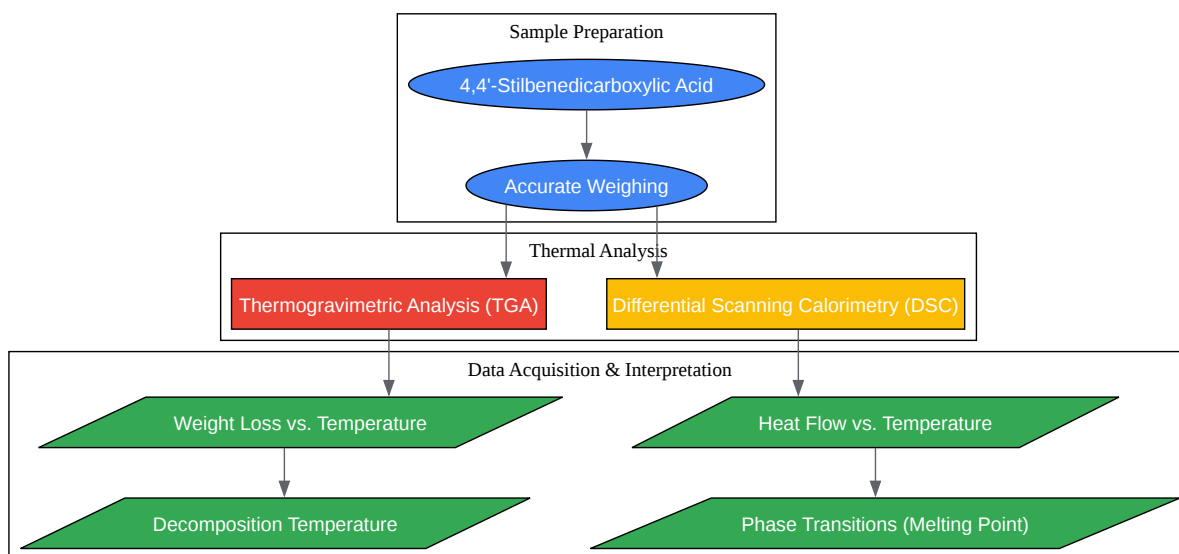 Sample Preparation
4,4'-Stilbenedicarboxylic Acid
Accurate Weighing
Thermal Analysis
Thermogravimetric Analysis (TGA)
Differential Scanning Calorimetry (DSC)
Data Acquisition & Interpretation
Weight Loss vs. Temperature
Heat Flow vs. Temperature
Decomposition Temperature
Phase Transitions (Melting Point)